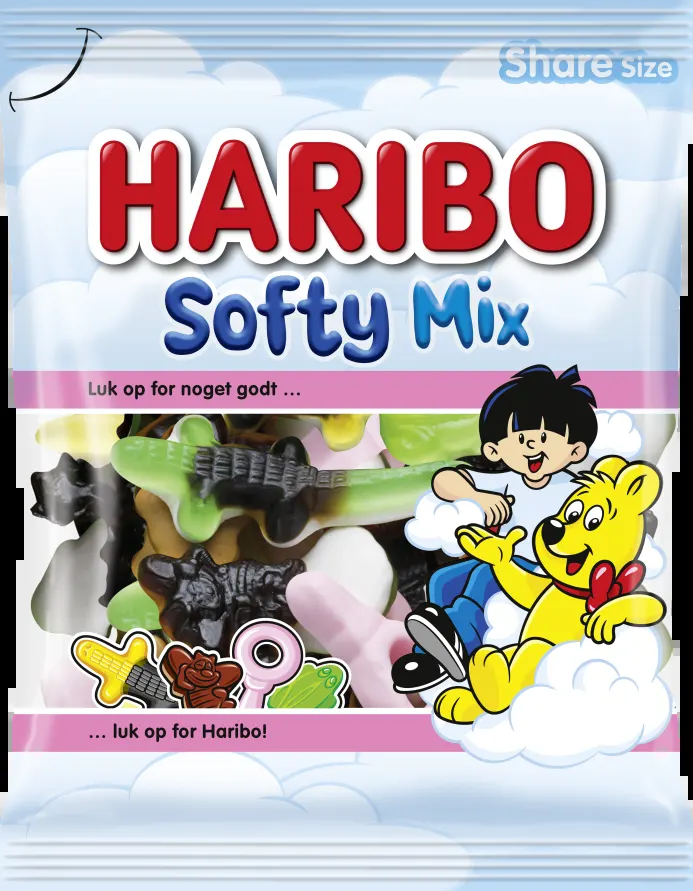 Share Size
HARIBO
Softy Mix
Luk op for noget godt ...
... luk op for Haribo!